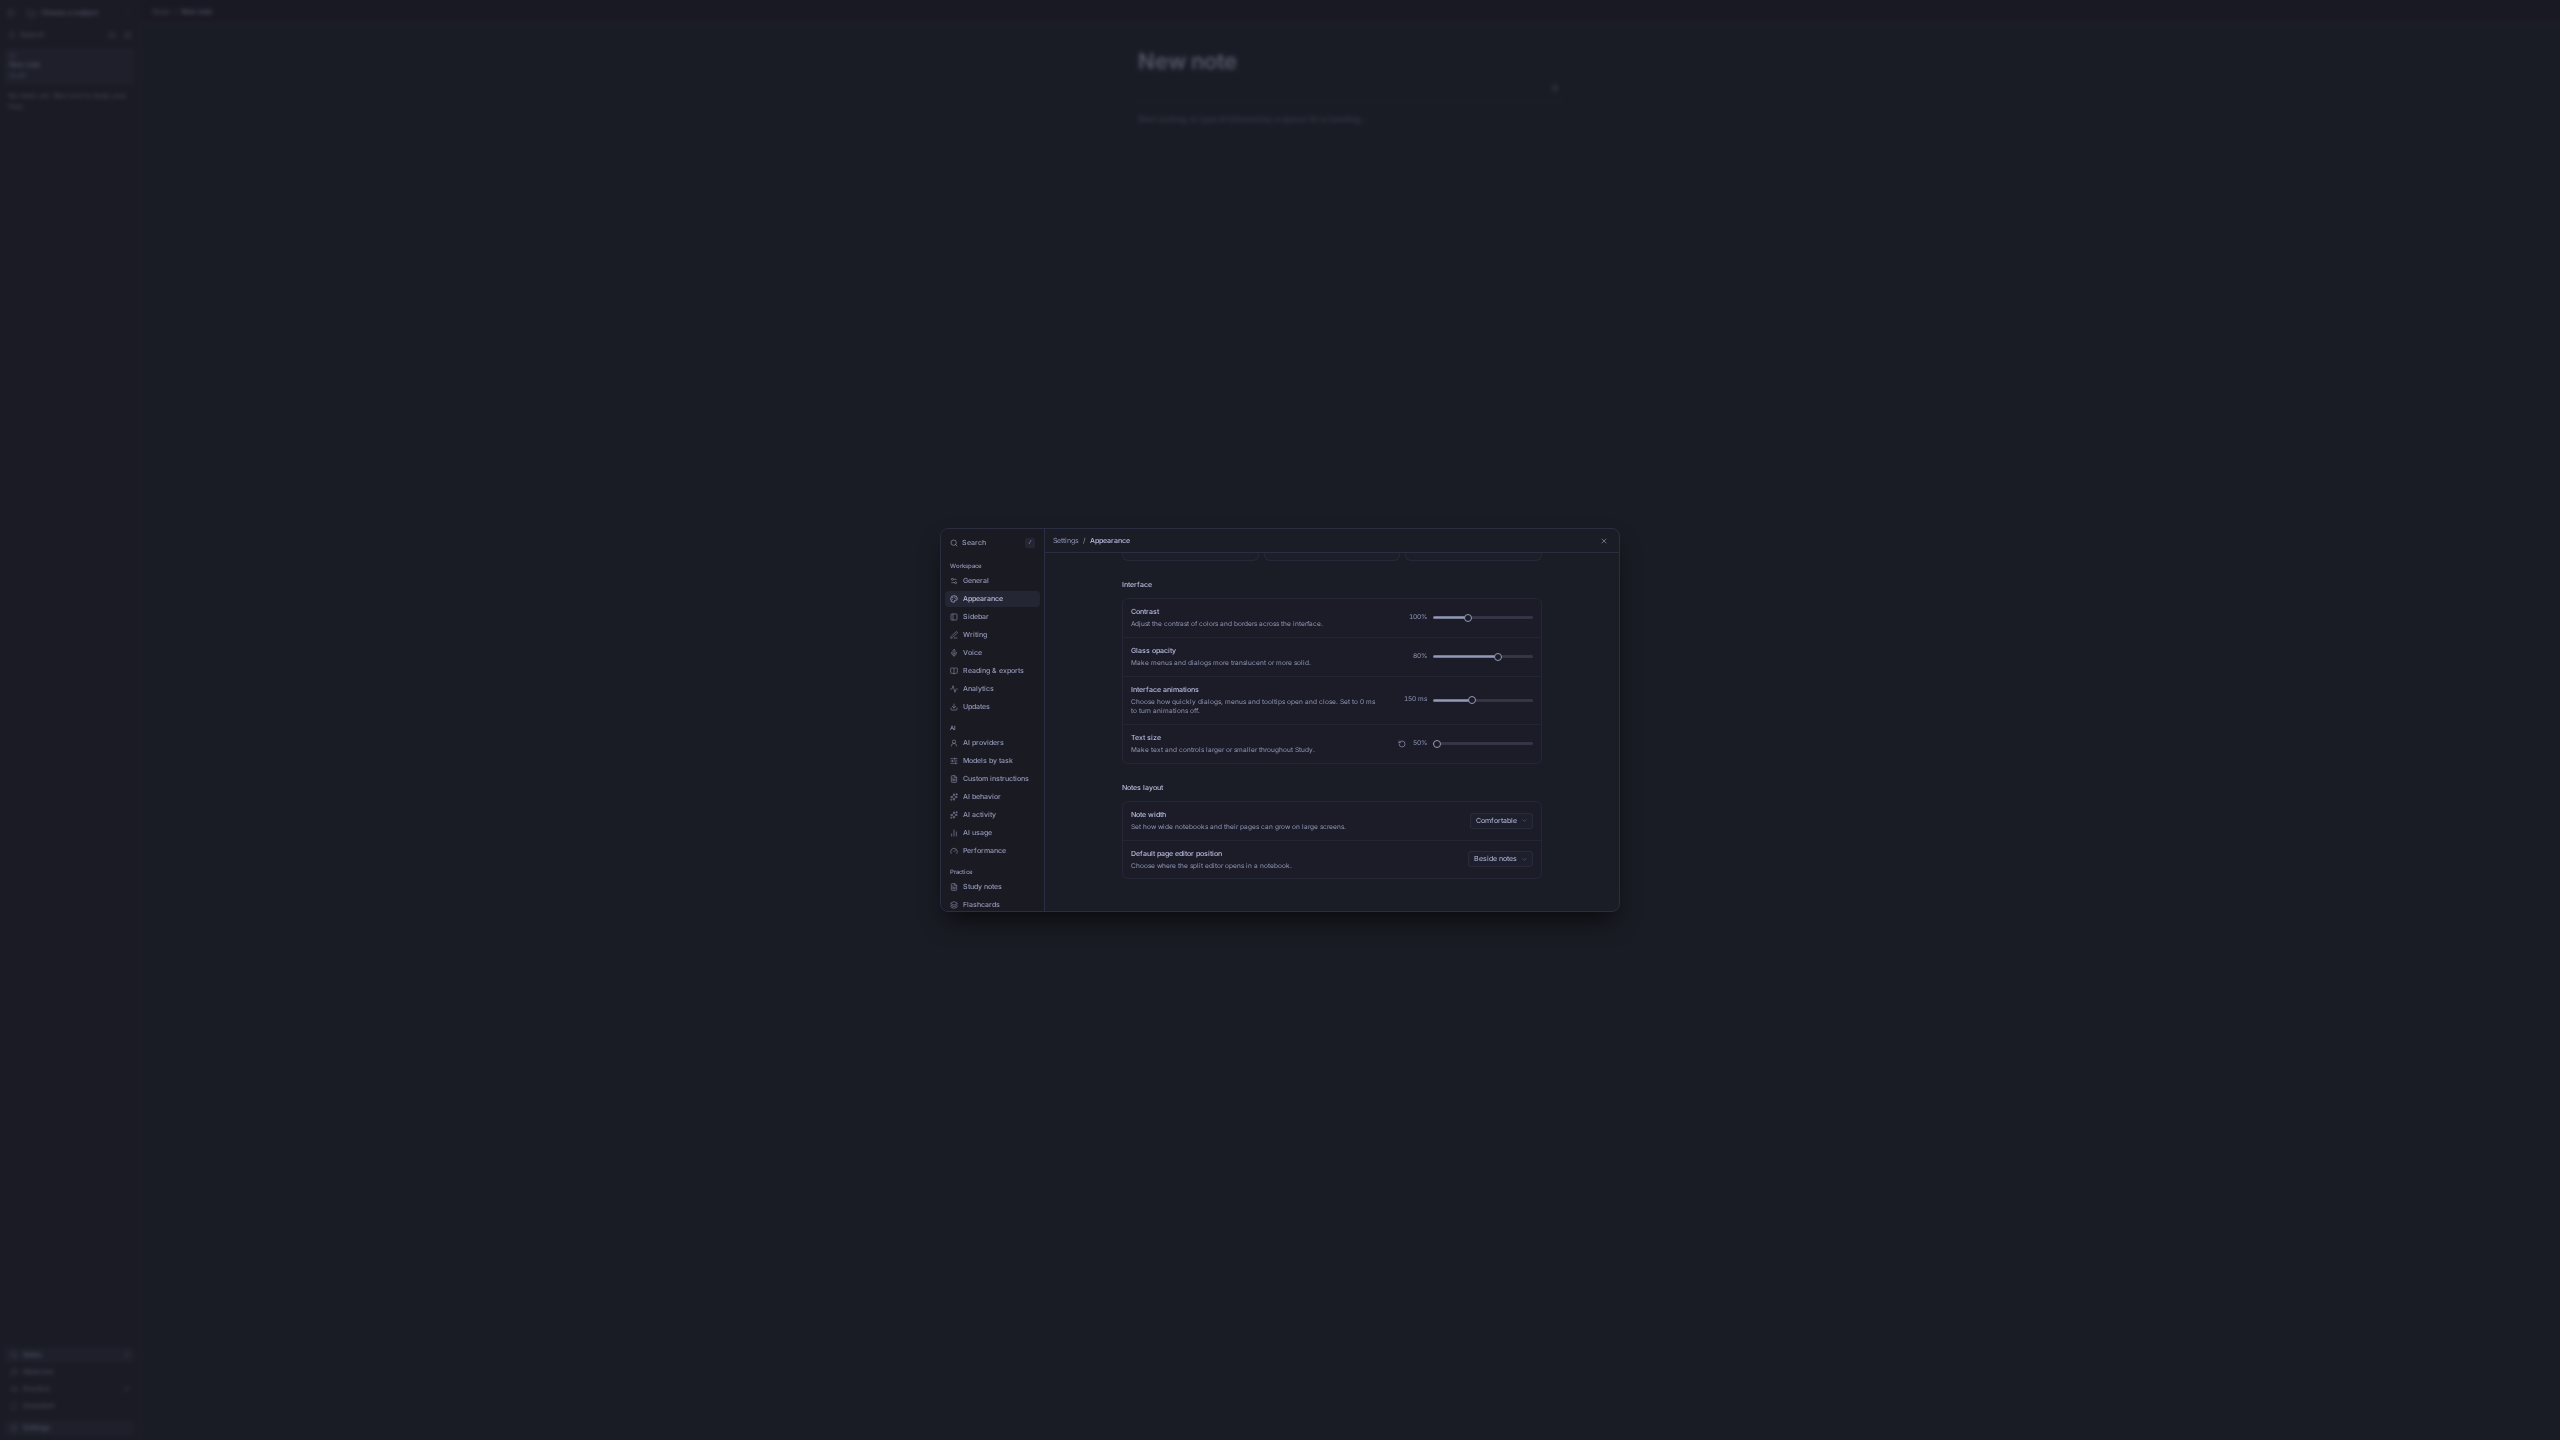 New note
Search /
Workspace
General
Appearance
Sidebar
Writing
Voice
Reading & exports
Analytics
Updates
AI
AI providers
Models by task
Custom instructions
AI behavior
AI activity
AI usage
Performance
Practice
Study notes
Flashcards
Settings / Appearance
Interface
Contrast
Adjust the contrast of colors and borders across the interface.
100%
Glass opacity
Make menus and dialogs more translucent or more solid.
80%
Interface animations
Choose how quickly dialogs, menus and tooltips open and close. Set to 0 ms
to turn animations off.
150 ms
Text size
Make text and controls larger or smaller throughout Study.
50%
Notes layout
Note width
Set how wide notebooks and their pages can grow on large screens.
Comfortable
Default page editor position
Choose where the split editor opens in a notebook.
Beside notes